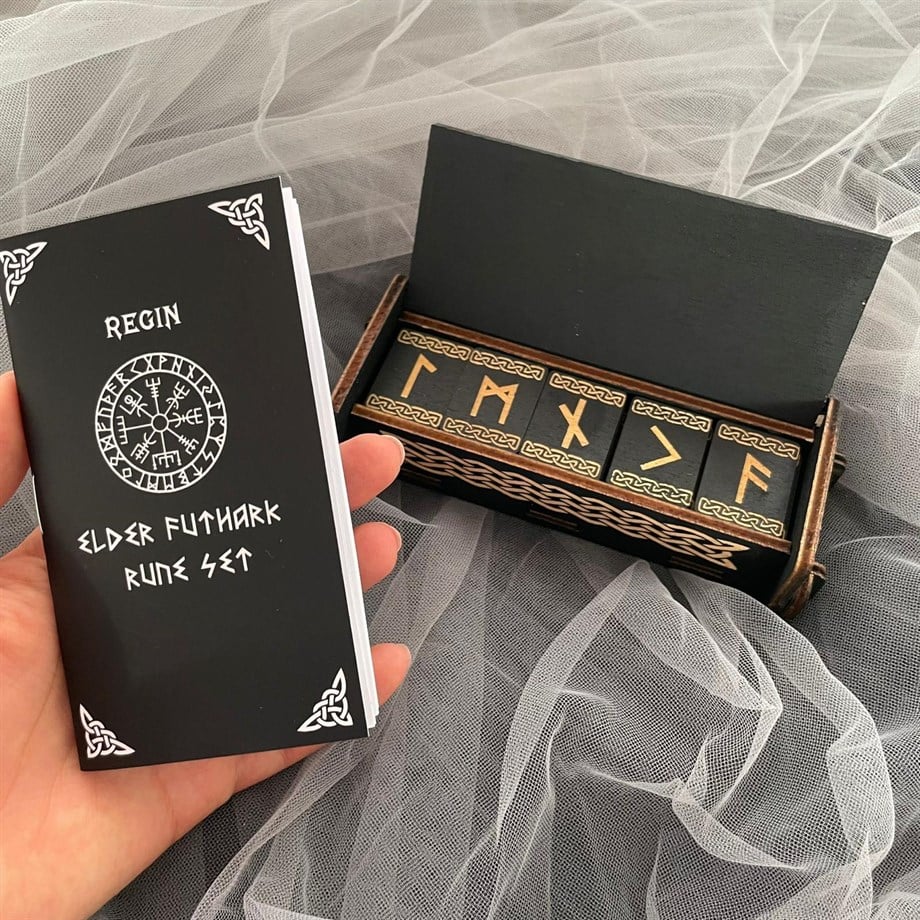 REGIN
ELDER FUTHARK
RUNE SET
ᛚ ᛗ ᚾ ᚲ ᚨ